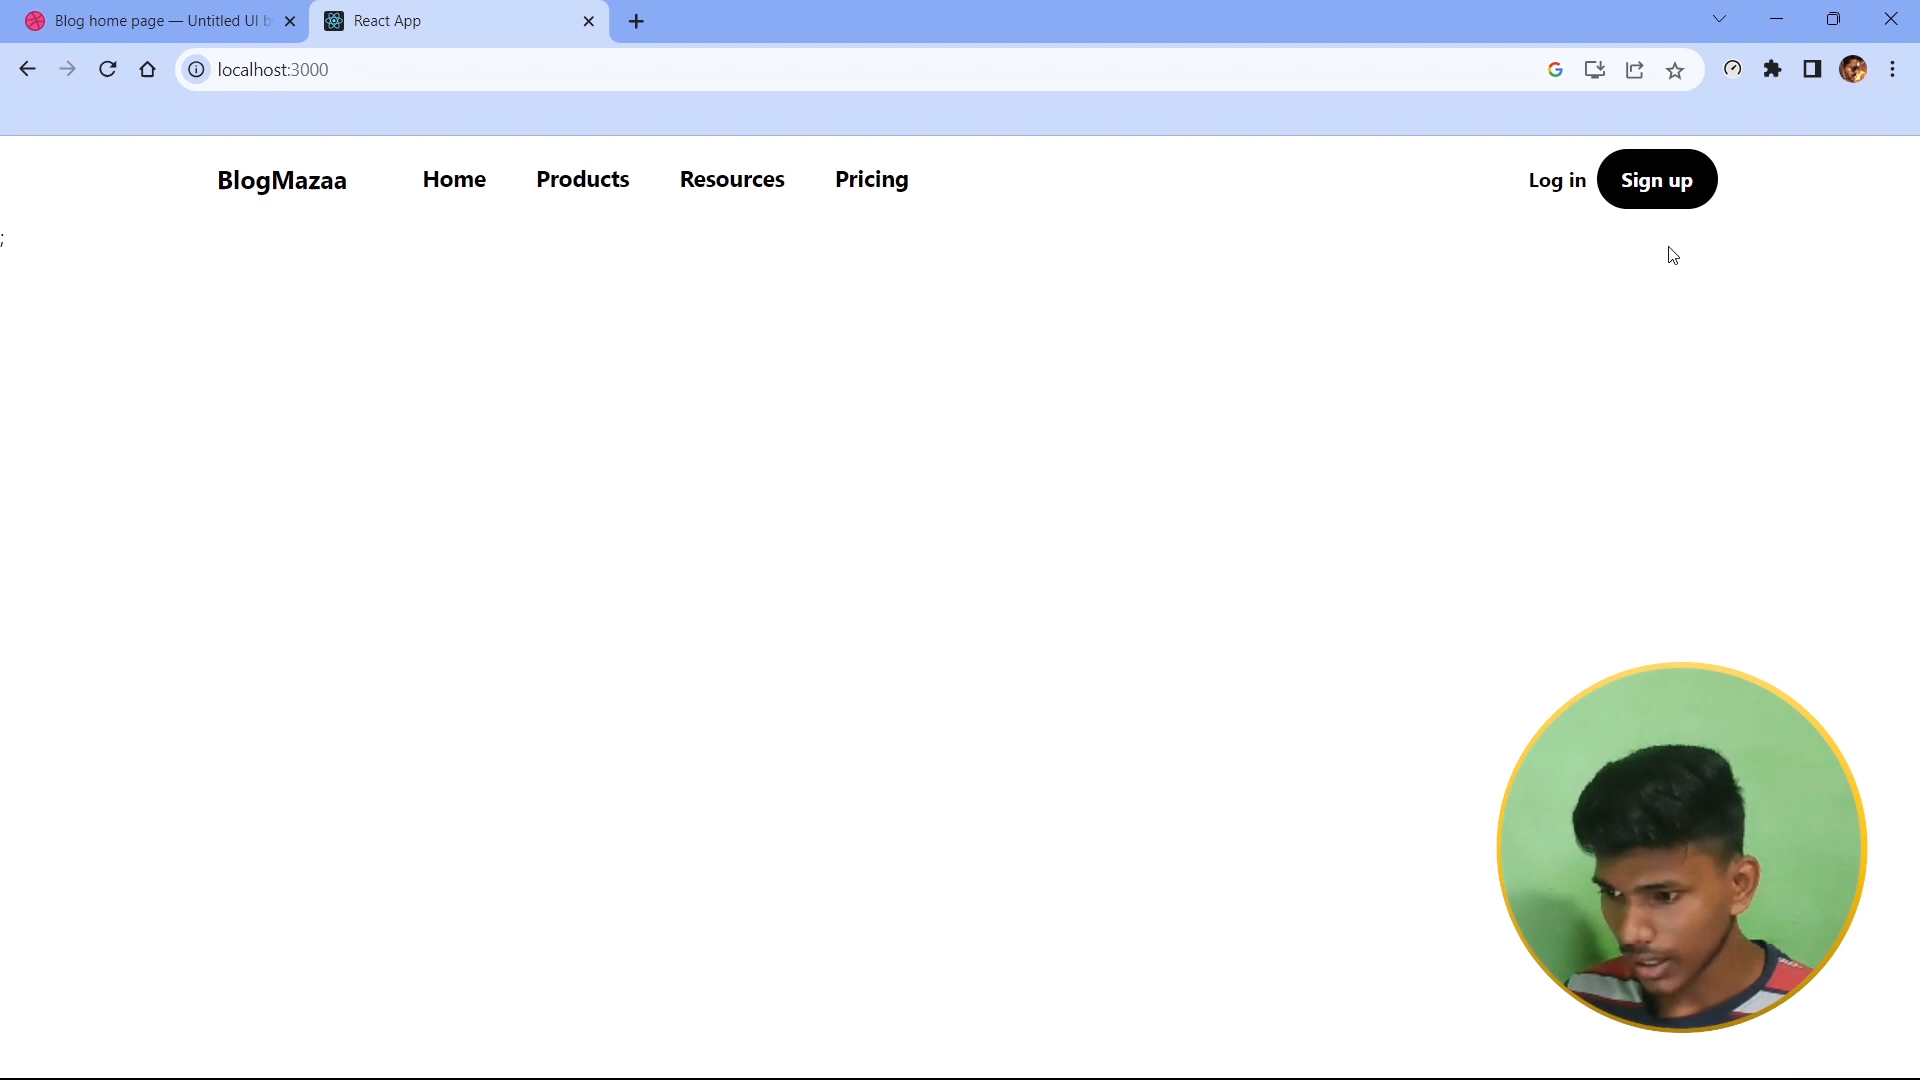 Blog home page — Untitled UI b
React App
localhost:3000
BlogMazaa Home Products Resources Pricing Log in Sign up
;